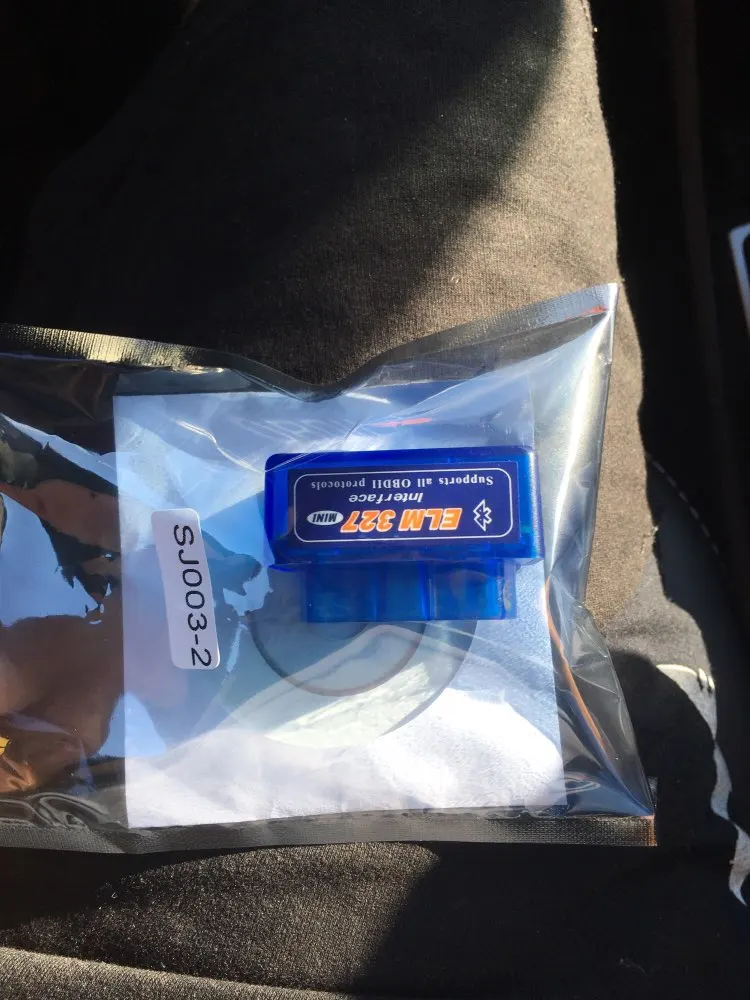 ELM 327 MINI
Interface
Supports all OBDII protocols
SJ003-2